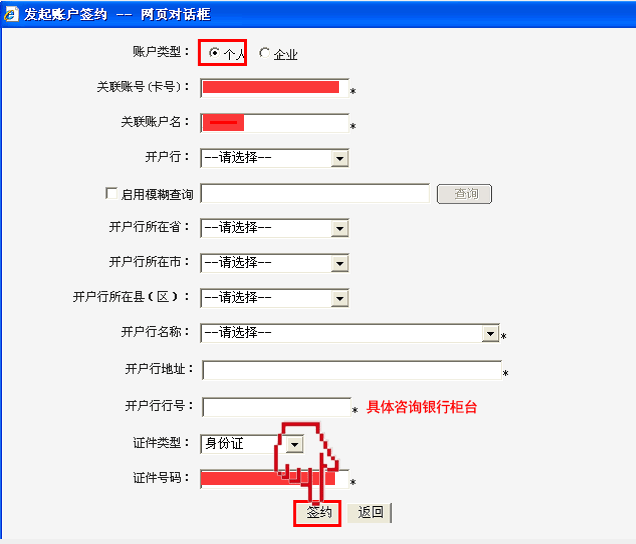 发起账户签约 -- 网页对话框
账户类型： 个人 企业
关联账号(卡号)： *
关联账户名： *
开户行： --请选择--
启用模糊查询 查询
开户行所在省： --请选择--
开户行所在市： --请选择--
开户行所在县（区）： --请选择--
开户行名称： --请选择-- *
开户行地址： *
开户行行号： * 具体咨询银行柜台
证件类型： 身份证
证件号码： *
签约 返回